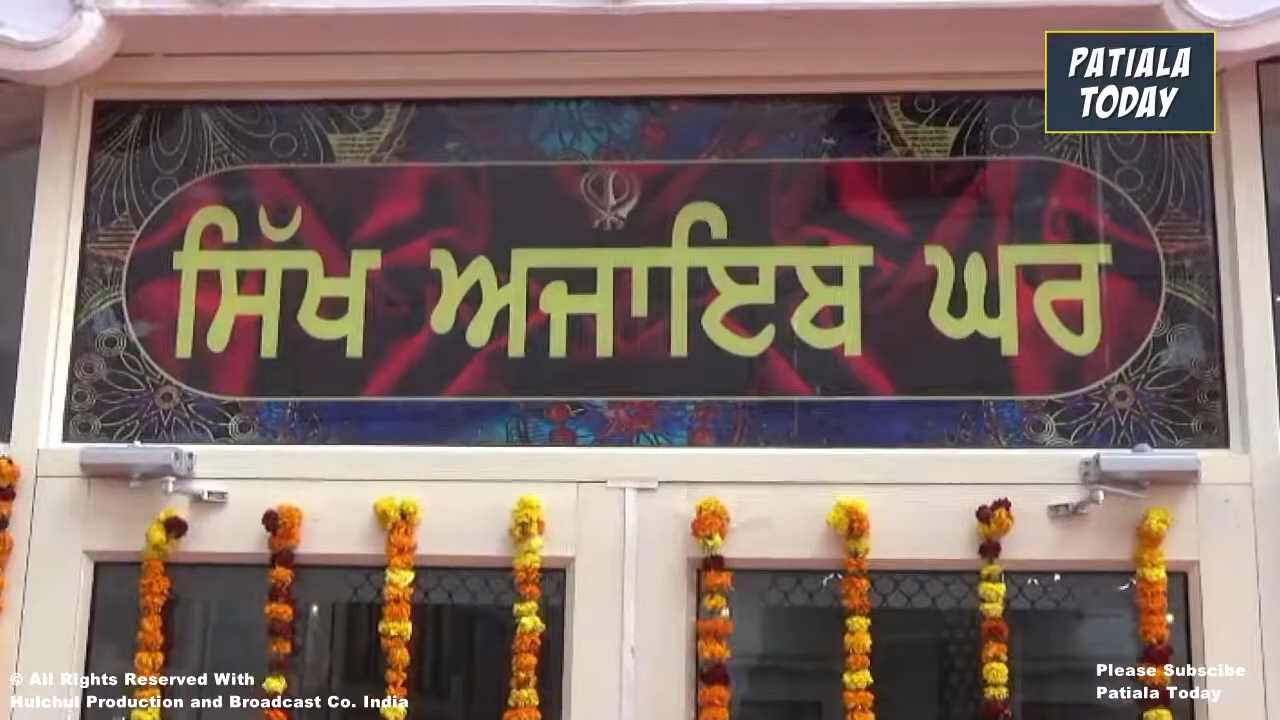 PATIALA
TODAY
ਸਿੱਖ ਅਜਾਇਬ ਘਰ
© All Rights Reserved With
Hulchul Production and Broadcast Co. India
Please Subscibe
Patiala Today